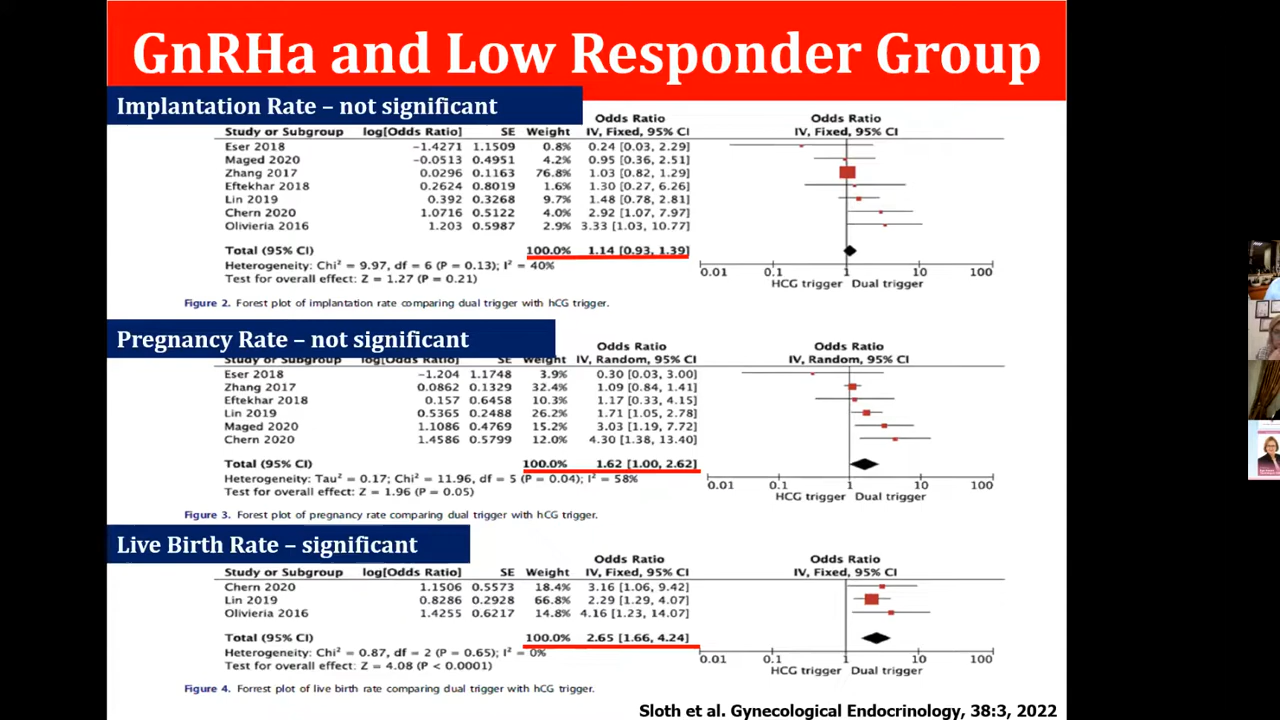 GnRHa and Low Responder Group
Implantation Rate – not significant
Odds Ratio Odds Ratio
Study or Subgroup log[Odds Ratio] SE Weight IV, Fixed, 95% CI IV, Fixed, 95% CI
Eser 2018 −1.4271 1.1509 0.8% 0.24 [0.03, 2.29]
Maged 2020 −0.0513 0.4951 4.2% 0.95 [0.36, 2.51]
Zhang 2017 0.0296 0.1163 76.8% 1.03 [0.82, 1.29]
Eftekhar 2018 0.2624 0.8019 1.6% 1.30 [0.27, 6.26]
Lin 2019 0.392 0.3268 9.7% 1.48 [0.78, 2.81]
Chern 2020 1.0716 0.5122 4.0% 2.92 [1.07, 7.97]
Olivieria 2016 1.203 0.5987 2.9% 3.33 [1.03, 10.77]
Total (95% CI) 100.0% 1.14 [0.93, 1.39]
Heterogeneity: Chi² = 9.97, df = 6 (P = 0.13); I² = 40%
Test for overall effect: Z = 1.27 (P = 0.21)
0.01 0.1 1 10 100
HCG trigger Dual trigger
Figure 2. Forest plot of implantation rate comparing dual trigger with hCG trigger.
Pregnancy Rate – not significant
Odds Ratio Odds Ratio
Study or Subgroup log[Odds Ratio] SE Weight IV, Random, 95% CI IV, Random, 95% CI
Eser 2018 −1.204 1.1748 3.9% 0.30 [0.03, 3.00]
Zhang 2017 0.0862 0.1329 32.4% 1.09 [0.84, 1.41]
Eftekhar 2018 0.157 0.6458 10.3% 1.17 [0.33, 4.15]
Lin 2019 0.5365 0.2488 26.2% 1.71 [1.05, 2.78]
Maged 2020 1.1086 0.4769 15.2% 3.03 [1.19, 7.72]
Chern 2020 1.4586 0.5799 12.0% 4.30 [1.38, 13.40]
Total (95% CI) 100.0% 1.62 [1.00, 2.62]
Heterogeneity: Tau² = 0.17; Chi² = 11.96, df = 5 (P = 0.04); I² = 58%
Test for overall effect: Z = 1.96 (P = 0.05)
0.01 0.1 1 10 100
HCG trigger Dual trigger
Figure 3. Forest plot of pregnancy rate comparing dual trigger with hCG trigger.
Live Birth Rate – significant
Odds Ratio Odds Ratio
Study or Subgroup log[Odds Ratio] SE Weight IV, Fixed, 95% CI IV, Fixed, 95% CI
Chern 2020 1.1506 0.5573 18.4% 3.16 [1.06, 9.42]
Lin 2019 0.8286 0.2928 66.8% 2.29 [1.29, 4.07]
Olivieria 2016 1.4255 0.6217 14.8% 4.16 [1.23, 14.07]
Total (95% CI) 100.0% 2.65 [1.66, 4.24]
Heterogeneity: Chi² = 0.87, df = 2 (P = 0.65); I² = 0%
Test for overall effect: Z = 4.08 (P < 0.0001)
0.01 0.1 1 10 100
HCG trigger Dual trigger
Figure 4. Forrest plot of live birth rate comparing dual trigger with hCG trigger.
Sloth et al. Gynecological Endocrinology, 38:3, 2022